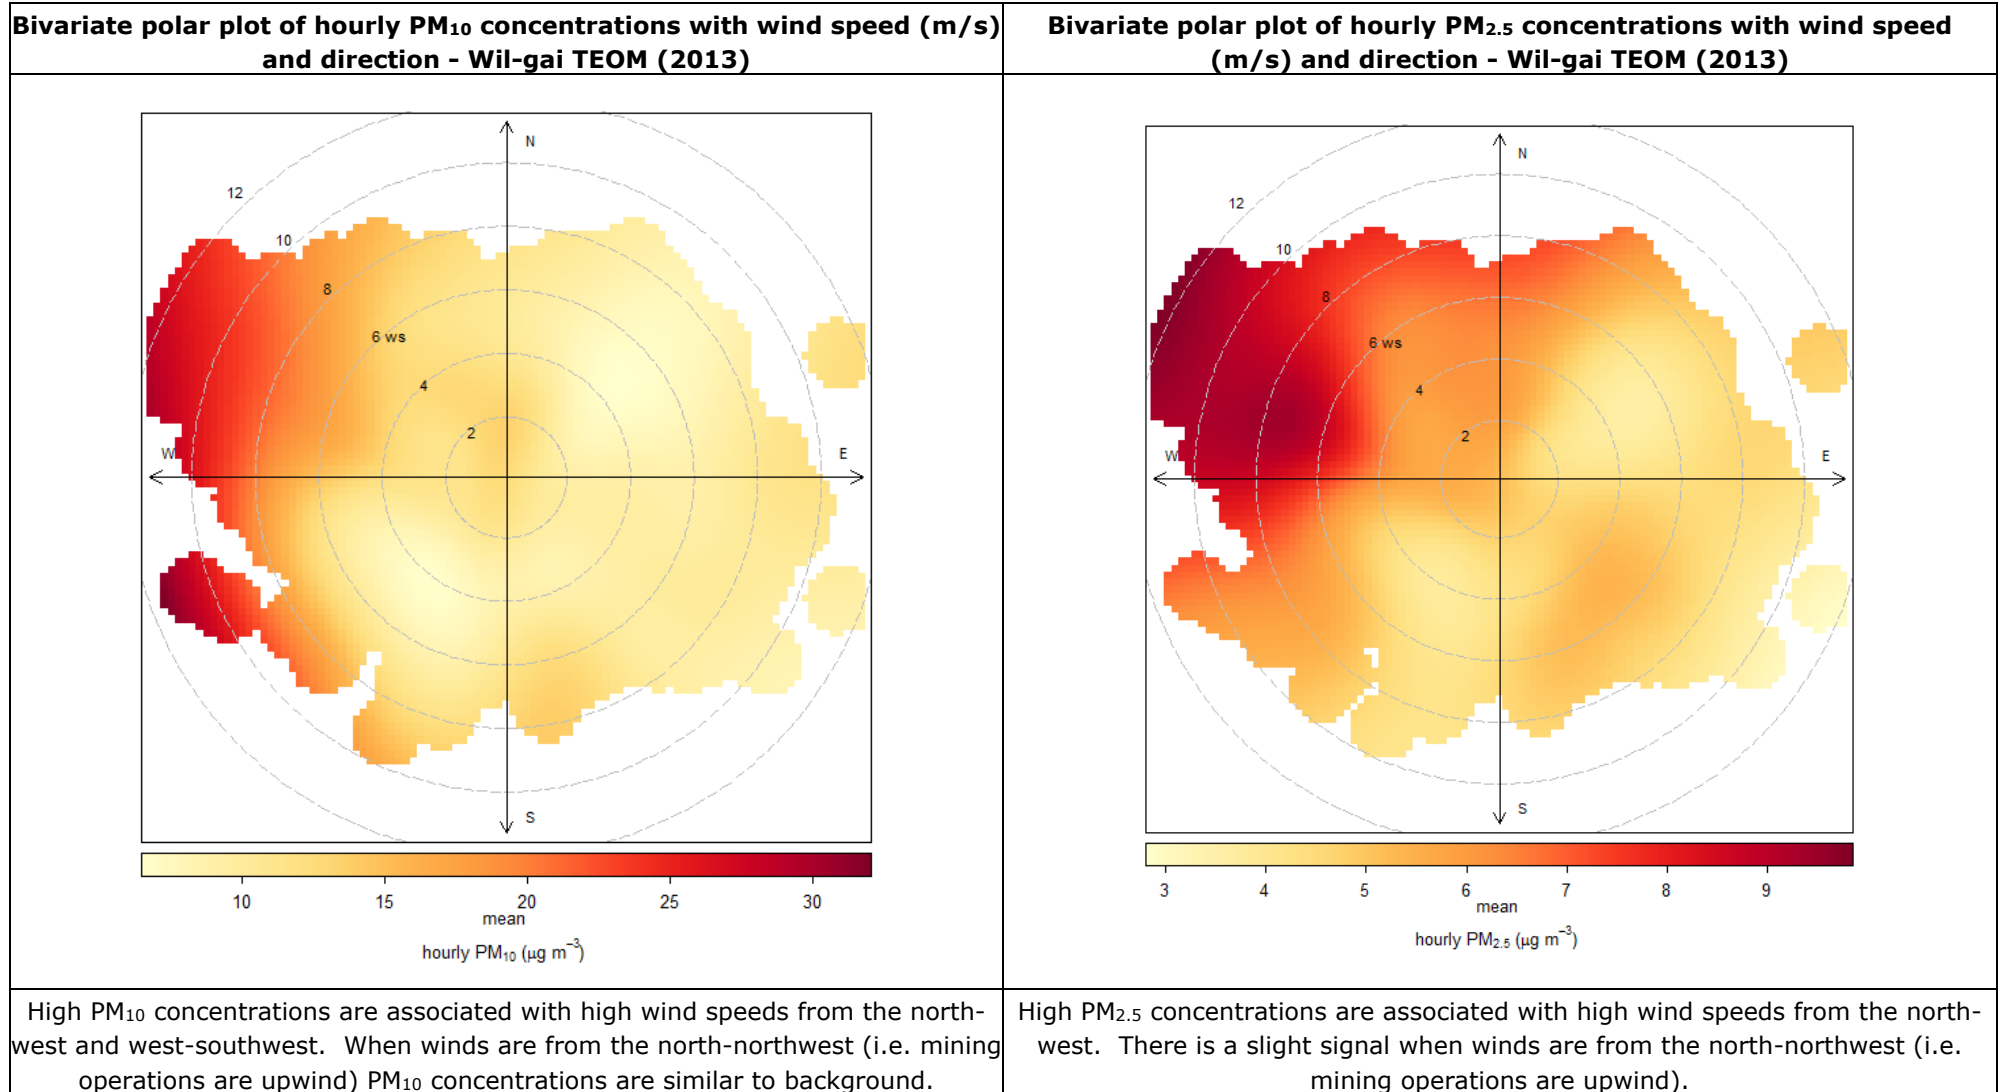 Bivariate polar plot of hourly PM₁₀ concentrations with wind speed (m/s)
and direction - Wil-gai TEOM (2013)
N
12
10
8
6 ws
4
2
W
E
S
10 15 20 25 30
mean
hourly PM₁₀ (µg m⁻³)
High PM₁₀ concentrations are associated with high wind speeds from the north-
west and west-southwest. When winds are from the north-northwest (i.e. mining
operations are upwind) PM₁₀ concentrations are similar to background.
Bivariate polar plot of hourly PM₂.₅ concentrations with wind speed
(m/s) and direction - Wil-gai TEOM (2013)
N
12
10
8
6 ws
4
2
W
E
S
3 4 5 6 7 8 9
mean
hourly PM₂.₅ (µg m⁻³)
High PM₂.₅ concentrations are associated with high wind speeds from the north-
west. There is a slight signal when winds are from the north-northwest (i.e.
mining operations are upwind).